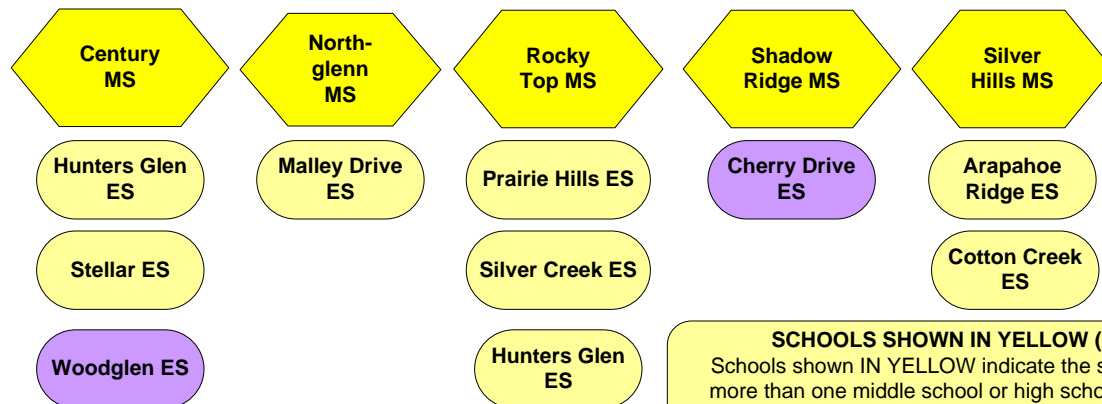 Century
MS
North-
glenn
MS
Rocky
Top MS
Shadow
Ridge MS
Silver
Hills MS
Hunters Glen
ES
Malley Drive
ES
Prairie Hills ES
Cherry Drive
ES
Arapahoe
Ridge ES
Stellar ES
Silver Creek ES
Cotton Creek
ES
Woodglen ES
Hunters Glen
ES
SCHOOLS SHOWN IN YELLOW (
Schools shown IN YELLOW indicate the
more than one middle school or high